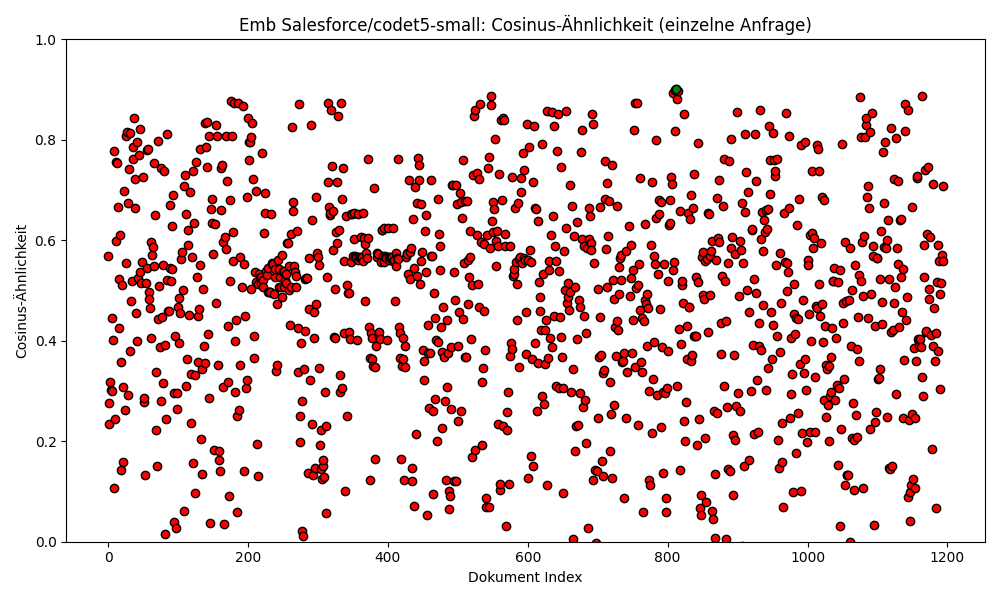 Emb Salesforce/codet5-small: Cosinus-Ähnlichkeit (einzelne Anfrage)
1.0
0.8
0.6
0.4
0.2
0.0
Cosinus-Ähnlichkeit
0 200 400 600 800 1000 1200
Dokument Index